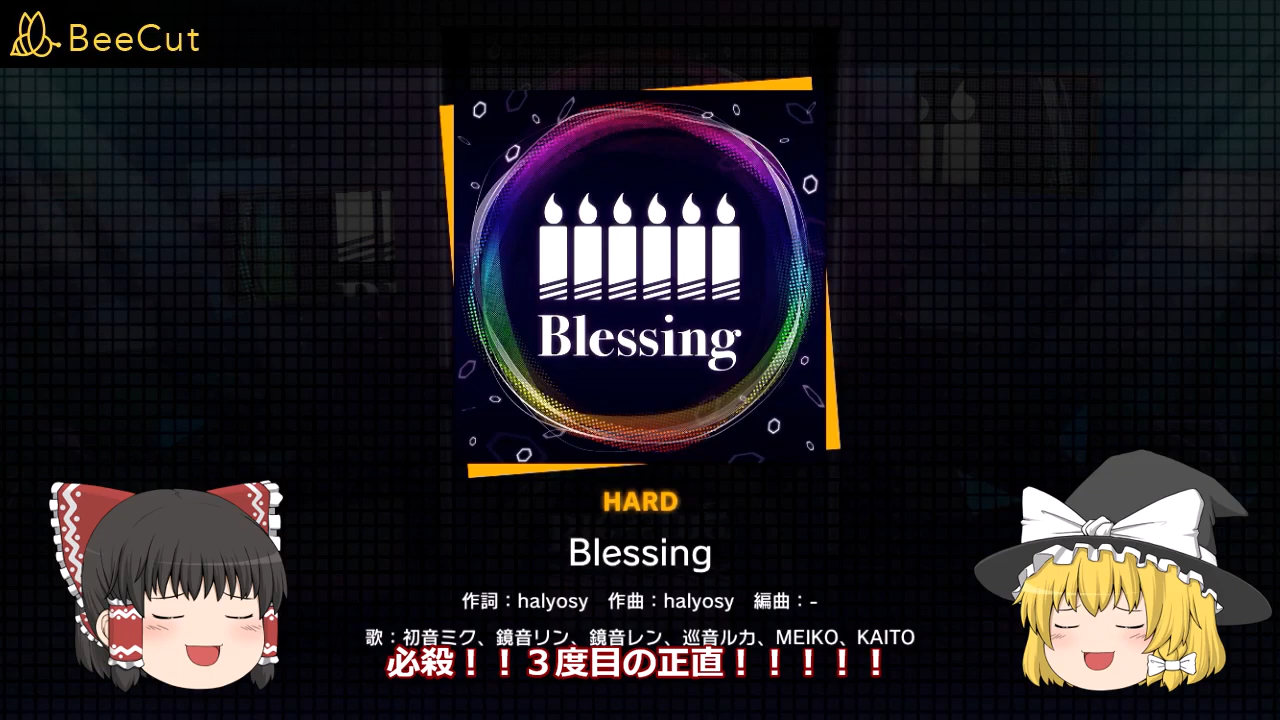 BeeCut
Blessing
HARD
Blessing
作詞：halyosy　作曲：halyosy　編曲：-
歌：初音ミク、鏡音リン、鏡音レン、巡音ルカ、MEIKO、KAITO
必殺！！３度目の正直！！！！！